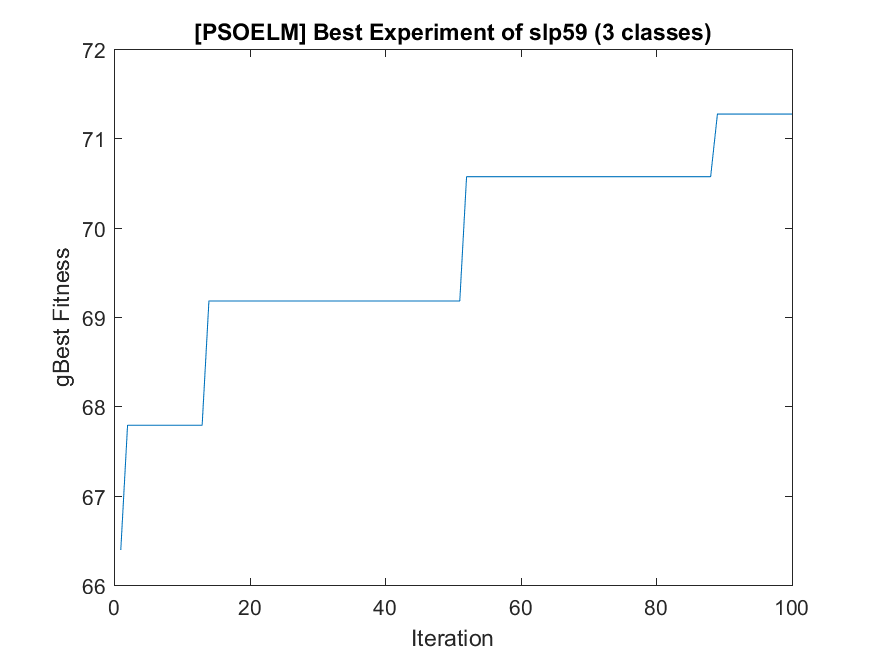 [PSOELM] Best Experiment of slp59 (3 classes)
72
71
70
69
68
67
66
gBest Fitness
0 20 40 60 80 100
Iteration